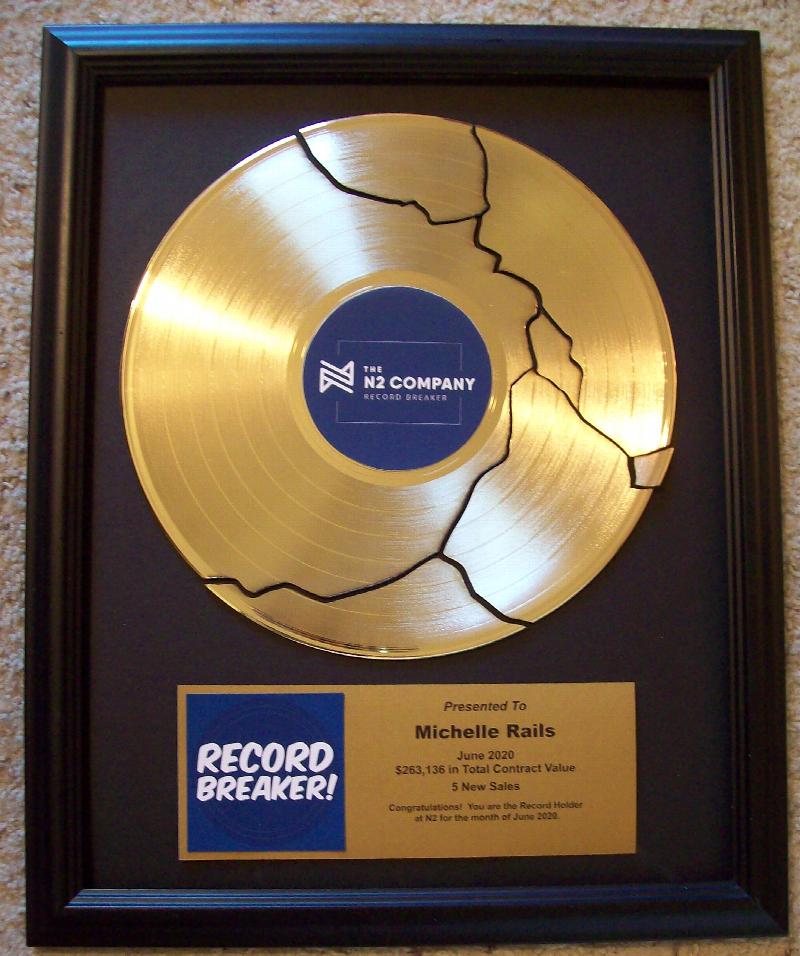 THE
N2 COMPANY
RECORD BREAKER
RECORD
BREAKER!
Presented To
Michelle Rails
June 2020
$263,136 in Total Contract Value
5 New Sales
Congratulations! You are the Record Holder
at N2 for the month of June 2020.